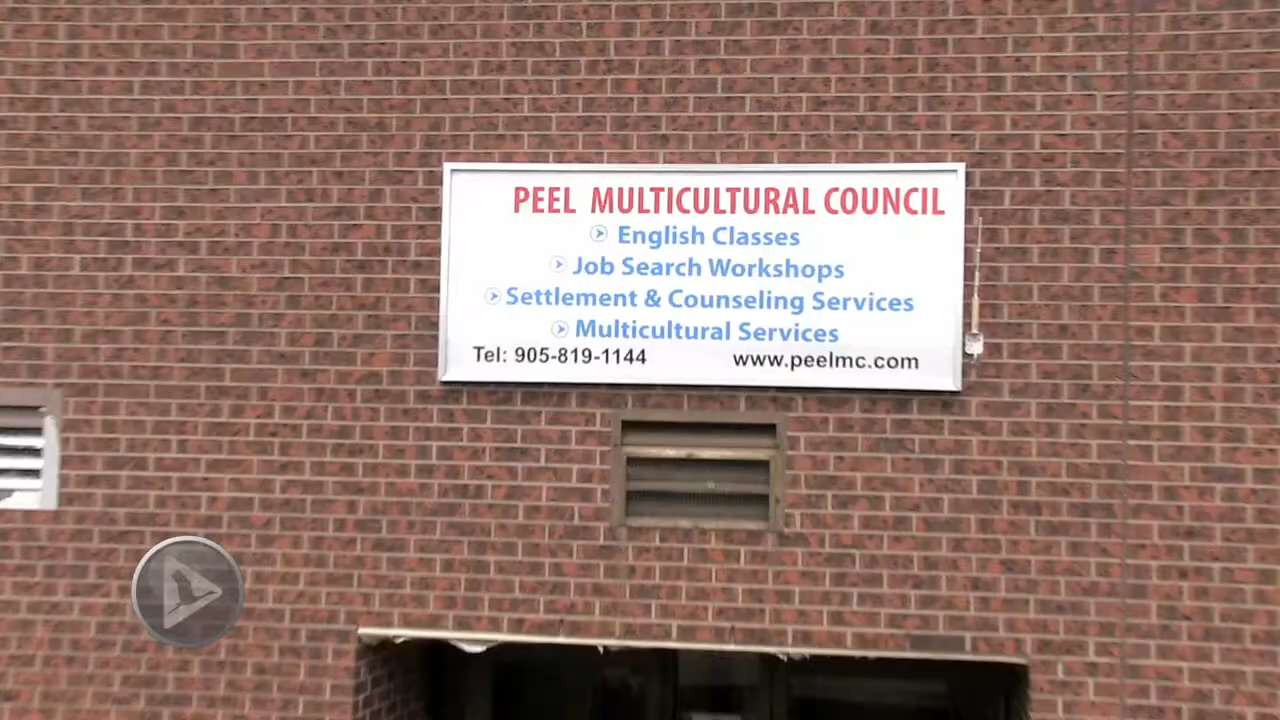 PEEL MULTICULTURAL COUNCIL
English Classes
Job Search Workshops
Settlement & Counseling Services
Multicultural Services
Tel: 905-819-1144 www.peelmc.com